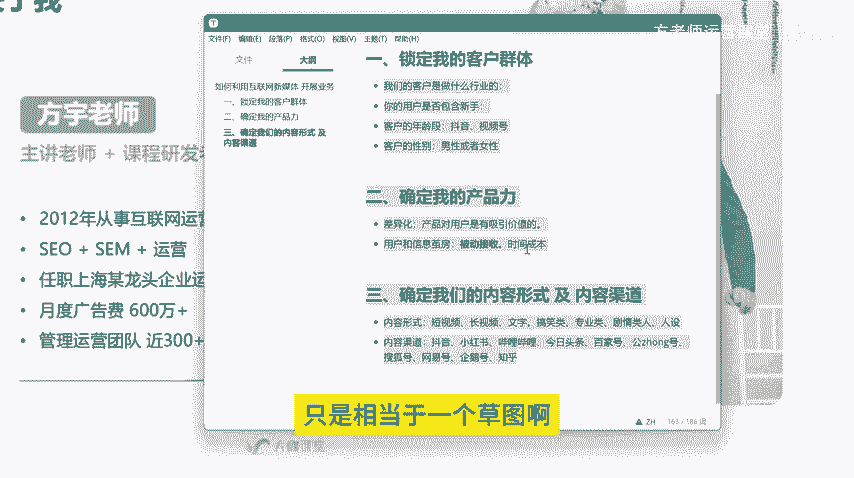 了我
方老师运营
文件(F) 编辑(E) 段落(P) 格式(O) 视图(V) 主题(T) 帮助(H)
文件 大纲
如何利用互联网新媒体 开展业务
一、锁定我的客户群体
二、确定我的产品力
三、确定我们的内容形式 及
内容渠道
一、锁定我的客户群体
我们的客户是做什么行业的:
你的用户是否包含新手:
客户的年龄段：抖音、视频号
客户的性别：男性或者女性
二、确定我的产品力
差异化：产品对用户是有吸引价值的。
用户和信息茧房：被动接收。时间成本
三、确定我们的内容形式 及 内容渠道
内容形式：短视频、长视频、文字。搞笑类、专业类、剧情类人、人设
内容渠道：抖音、小红书、哔哩哔哩、今日头条、百家号、公zhong号、
搜狐号、网易号、企鹅号、知乎
ZH 163 / 186 词
方宇老师
主讲老师 + 课程研发
• 2012年从事互联网运营
• SEO + SEM + 运营
• 任职上海某龙头企业运
• 月度广告费 600万+
• 管理运营团队 近300+
只是相当于一个草图啊